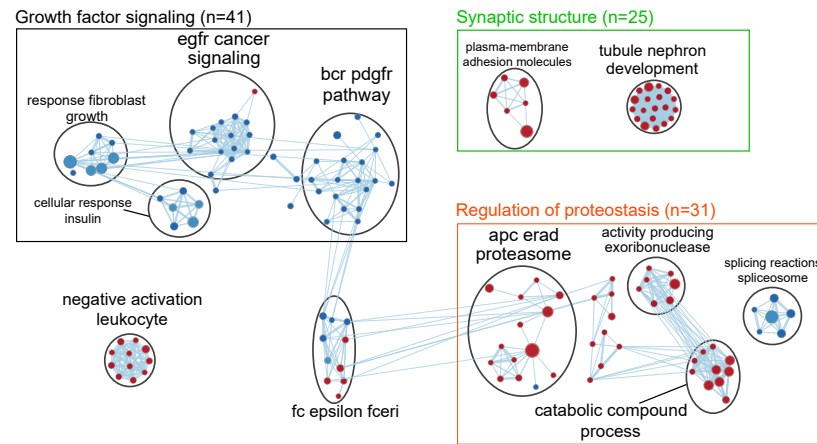 Growth factor signaling (n=41)
egfr cancer
signaling
bcr pdgfr
pathway
response fibroblast
growth
cellular response
insulin
Synaptic structure (n=25)
plasma-membrane
adhesion molecules
tubule nephron
development
Regulation of proteostasis (n=31)
apc erad
proteasome
activity producing
exoribonuclease
splicing reactions
spliceosome
negative activation
leukocyte
fc epsilon fceri
catabolic compound
process